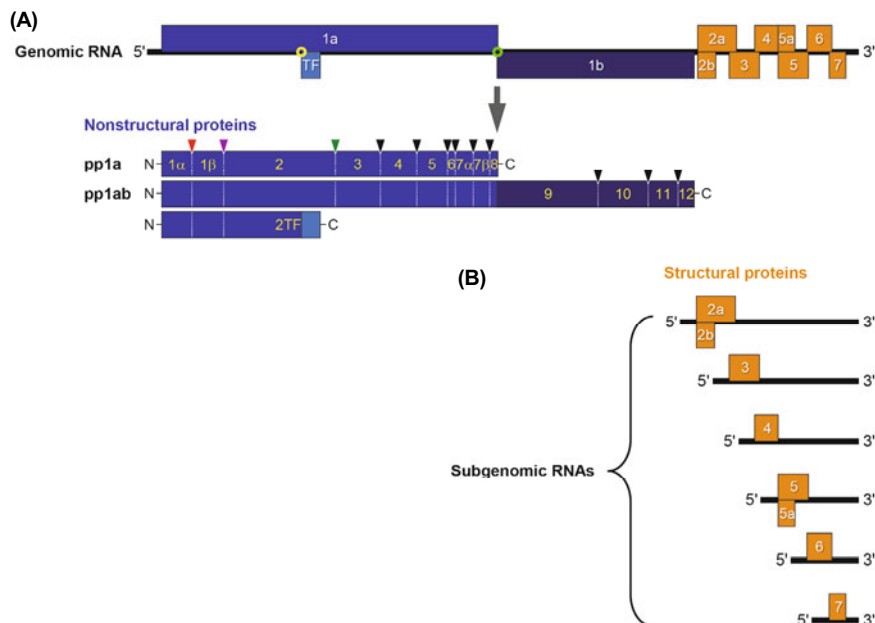 (A)
1a 2a 4 5a 6
Genomic RNA 5' 3'
TF 1b 2b 3 5 7
Nonstructural proteins
pp1a N 1α 1β 2 3 4 5 6 7α 7β 8 C
pp1ab N 9 10 11 12 C
N 2TF C
(B)
Structural proteins
2a
5' 3'
2b
3
5' 3'
4
5' 3'
Subgenomic RNAs
5
5' 3'
5a
6
5' 3'
7
5' 3'